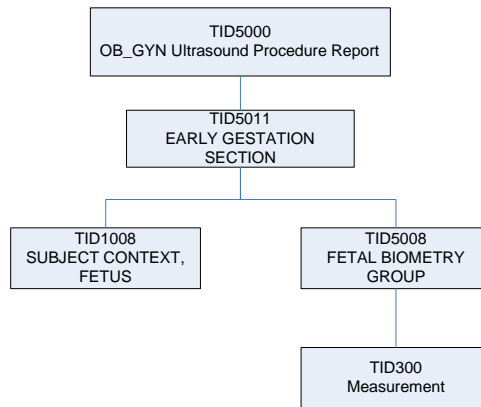 TID5000
OB_GYN Ultrasound Procedure Report
TID5011
EARLY GESTATION
SECTION
TID1008
SUBJECT CONTEXT,
FETUS
TID5008
FETAL BIOMETRY
GROUP
TID300
Measurement